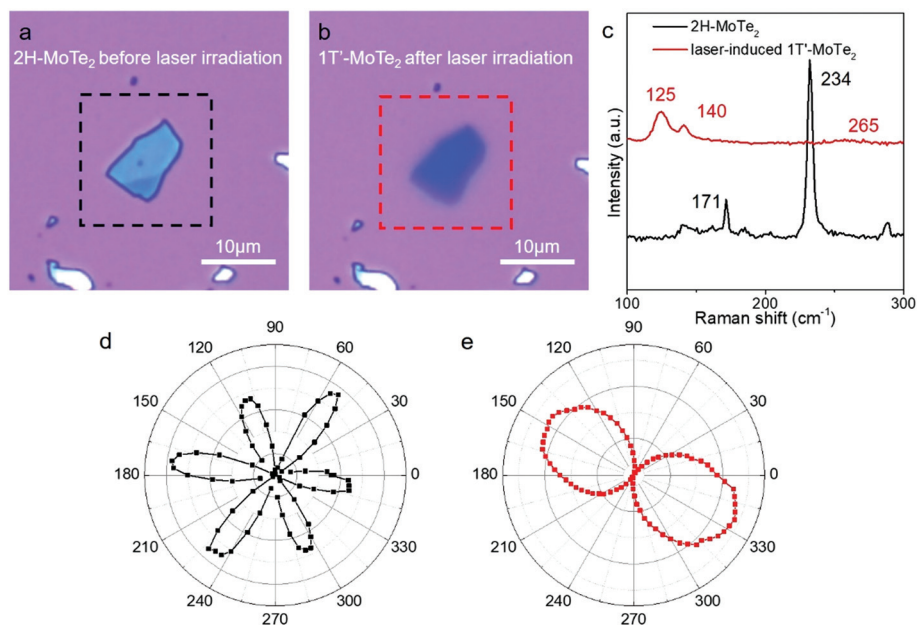 a
2H-MoTe₂ before laser irradiation
10μm
b
1T'-MoTe₂ after laser irradiation
10μm
c
2H-MoTe₂
laser-induced 1T'-MoTe₂
234
125
140
265
171
Intensity (a.u.)
100
200
300
Raman shift (cm⁻¹)
d
90
120
60
150
30
180
0
210
330
240
300
270
e
90
120
60
150
30
180
0
210
330
240
300
270